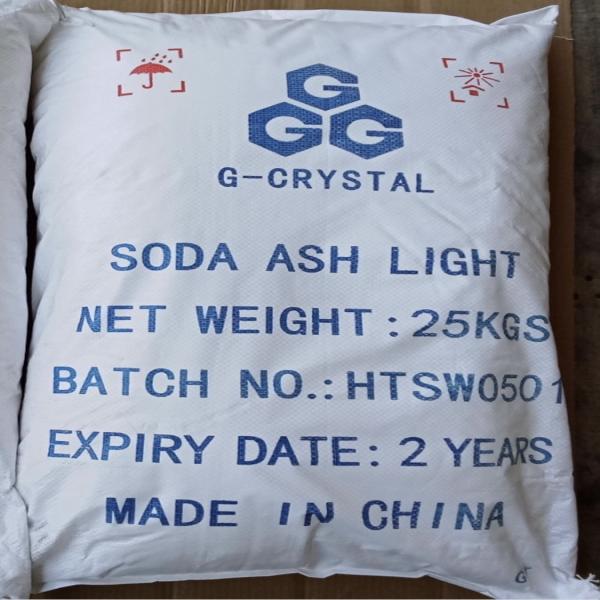 G
G G
G-CRYSTAL
SODA ASH LIGHT
NET WEIGHT:25KGS
BATCH NO.:HTSW0501
EXPIRY DATE: 2 YEARS
MADE IN CHINA